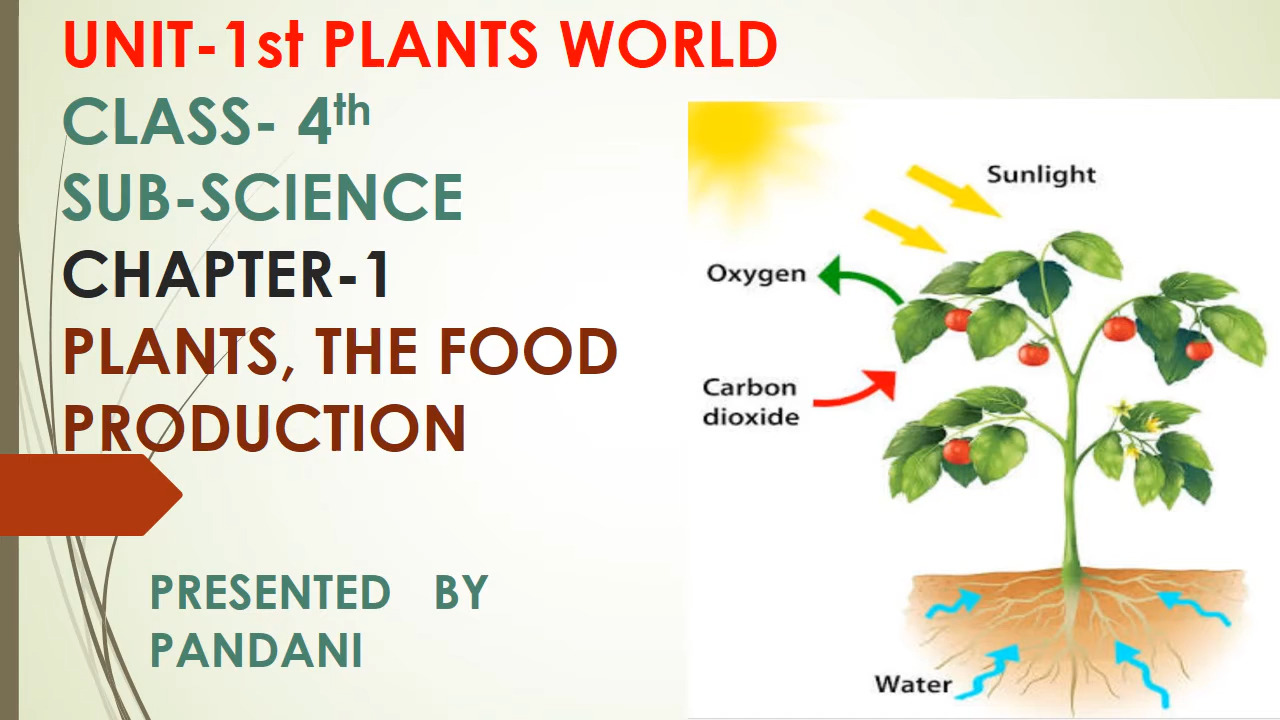 UNIT-1st PLANTS WORLD
CLASS- 4th
SUB-SCIENCE
CHAPTER-1
PLANTS, THE FOOD
PRODUCTION
PRESENTED BY
PANDANI
Sunlight
Oxygen
Carbon
dioxide
Water